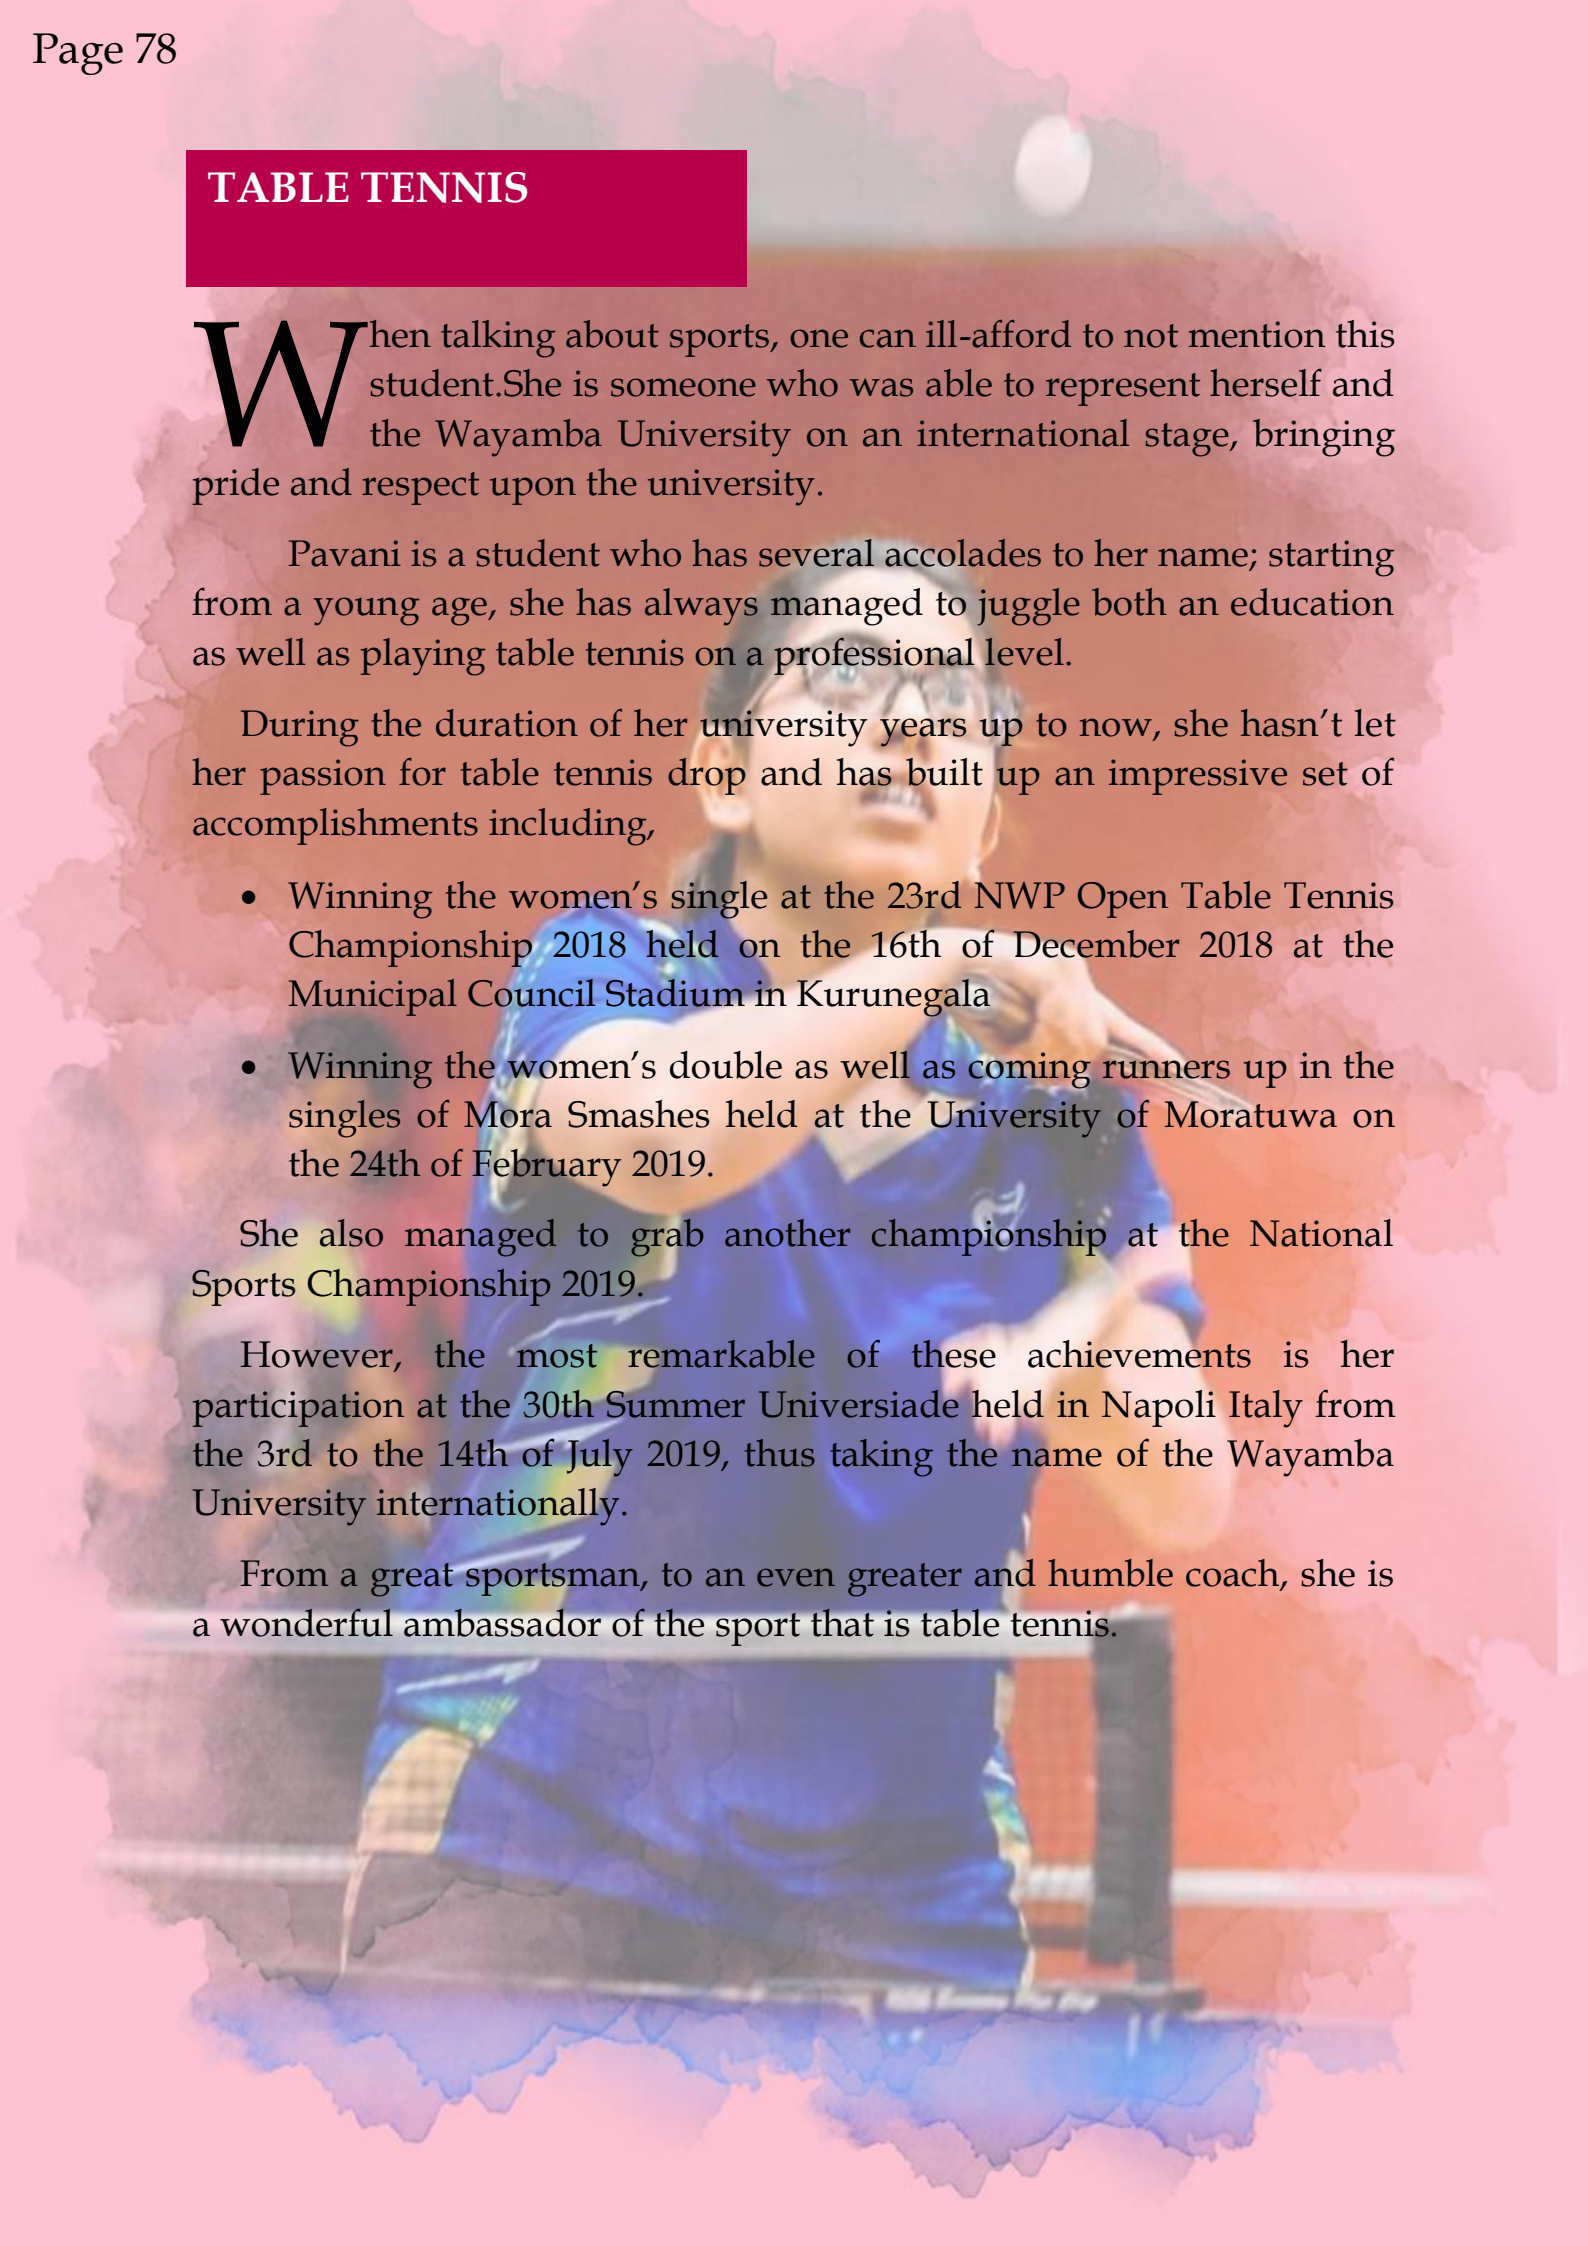 Page 78
TABLE TENNIS
When talking about sports, one can ill-afford to not mention this
student.She is someone who was able to represent herself and
the Wayamba University on an international stage, bringing
pride and respect upon the university.
Pavani is a student who has several accolades to her name; starting
from a young age, she has always managed to juggle both an education
as well as playing table tennis on a professional level.
During the duration of her university years up to now, she hasn’t let
her passion for table tennis drop and has built up an impressive set of
accomplishments including,
• Winning the women’s single at the 23rd NWP Open Table Tennis
Championship 2018 held on the 16th of December 2018 at the
Municipal Council Stadium in Kurunegala
• Winning the women’s double as well as coming runners up in the
singles of Mora Smashes held at the University of Moratuwa on
the 24th of February 2019.
She also managed to grab another championship at the National
Sports Championship 2019.
However, the most remarkable of these achievements is her
participation at the 30th Summer Universiade held in Napoli Italy from
the 3rd to the 14th of July 2019, thus taking the name of the Wayamba
University internationally.
From a great sportsman, to an even greater and humble coach, she is
a wonderful ambassador of the sport that is table tennis.